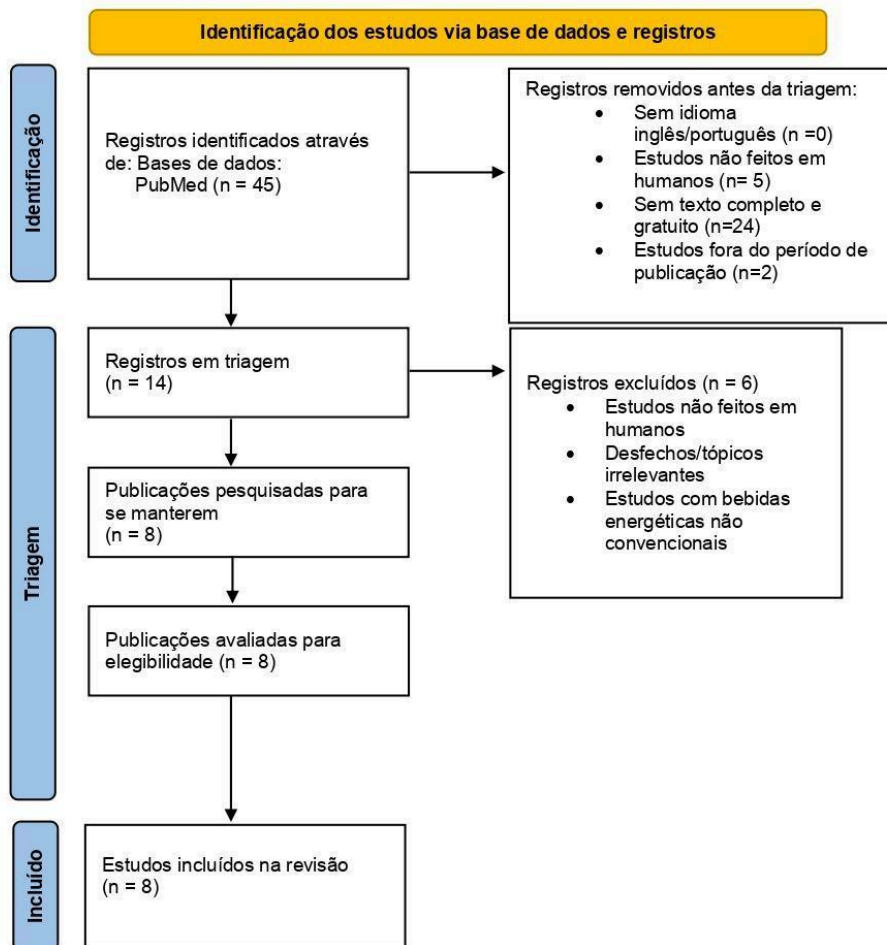 Identificação dos estudos via base de dados e registros
Identificação
Registros identificados através
de: Bases de dados:
PubMed (n = 45)
Registros removidos antes da triagem:
• Sem idioma
inglês/português (n =0)
• Estudos não feitos em
humanos (n= 5)
• Sem texto completo e
gratuito (n=24)
• Estudos fora do período de
publicação (n=2)
Triagem
Registros em triagem
(n = 14)
Registros excluídos (n = 6)
• Estudos não feitos em
humanos
• Desfechos/tópicos
irrelevantes
• Estudos com bebidas
energéticas não
convencionais
Publicações pesquisadas para
se manterem
(n = 8)
Publicações avaliadas para
elegibilidade (n = 8)
Incluído
Estudos incluídos na revisão
(n = 8)